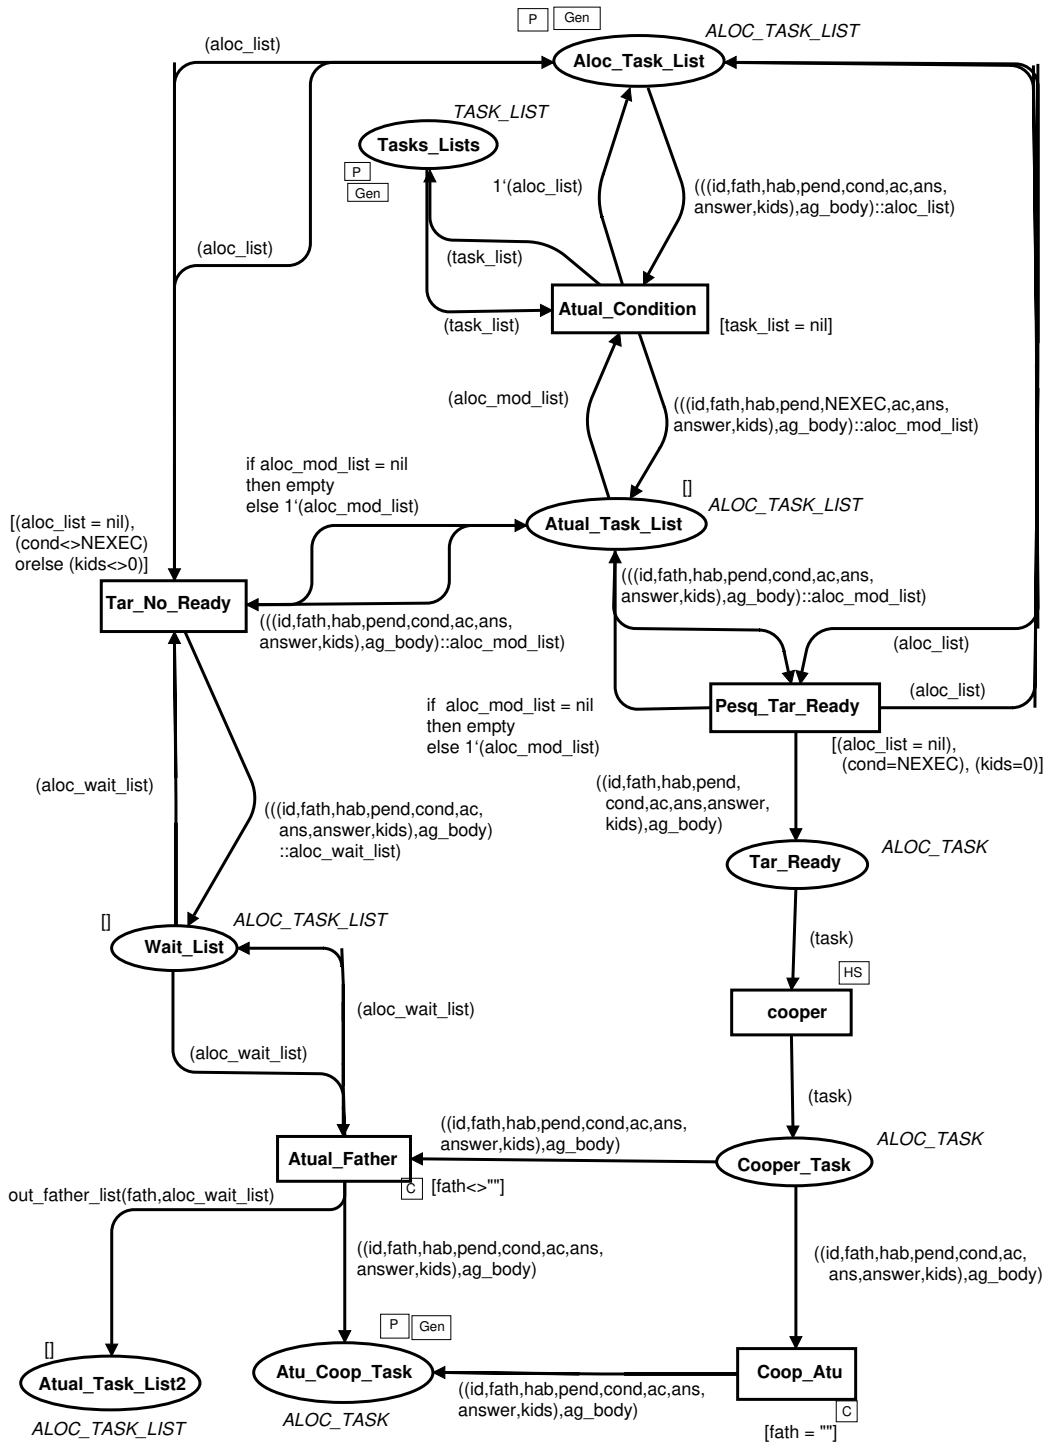 P
Gen
ALOC_TASK_LIST
(aloc_list)
Aloc_Task_List
TASK_LIST
Tasks_Lists
P
Gen
1‘(aloc_list)
(((id,fath,hab,pend,cond,ac,ans,
answer,kids),ag_body)::aloc_list)
(aloc_list)
(task_list)
Atual_Condition
(task_list)
[task_list = nil]
(aloc_mod_list)
(((id,fath,hab,pend,NEXEC,ac,ans,
answer,kids),ag_body)::aloc_mod_list)
if aloc_mod_list = nil
then empty
else 1‘(aloc_mod_list)
[]
ALOC_TASK_LIST
Atual_Task_List
[(aloc_list = nil),
(cond<>NEXEC)
orelse (kids<>0)]
(((id,fath,hab,pend,cond,ac,ans,
answer,kids),ag_body)::aloc_mod_list)
Tar_No_Ready
(((id,fath,hab,pend,cond,ac,ans,
answer,kids),ag_body)::aloc_mod_list)
(aloc_list)
(aloc_list)
if aloc_mod_list = nil
then empty
else 1‘(aloc_mod_list)
Pesq_Tar_Ready
[(aloc_list = nil),
(cond=NEXEC), (kids=0)]
(aloc_wait_list)
((id,fath,hab,pend,
cond,ac,ans,answer,
kids),ag_body)
(((id,fath,hab,pend,cond,ac,
ans,answer,kids),ag_body)
::aloc_wait_list)
ALOC_TASK
Tar_Ready
[]
ALOC_TASK_LIST
Wait_List
(task)
HS
cooper
(aloc_wait_list)
(aloc_wait_list)
(task)
((id,fath,hab,pend,cond,ac,ans,
answer,kids),ag_body)
ALOC_TASK
Atual_Father
Cooper_Task
C
[fath<>""]
out_father_list(fath,aloc_wait_list)
((id,fath,hab,pend,cond,ac,ans,
answer,kids),ag_body)
((id,fath,hab,pend,cond,ac,
ans,answer,kids),ag_body)
P
Gen
[]
Atual_Task_List2
Atu_Coop_Task
Coop_Atu
((id,fath,hab,pend,cond,ac,ans,
answer,kids),ag_body)
C
ALOC_TASK_LIST
ALOC_TASK
[fath = ""]